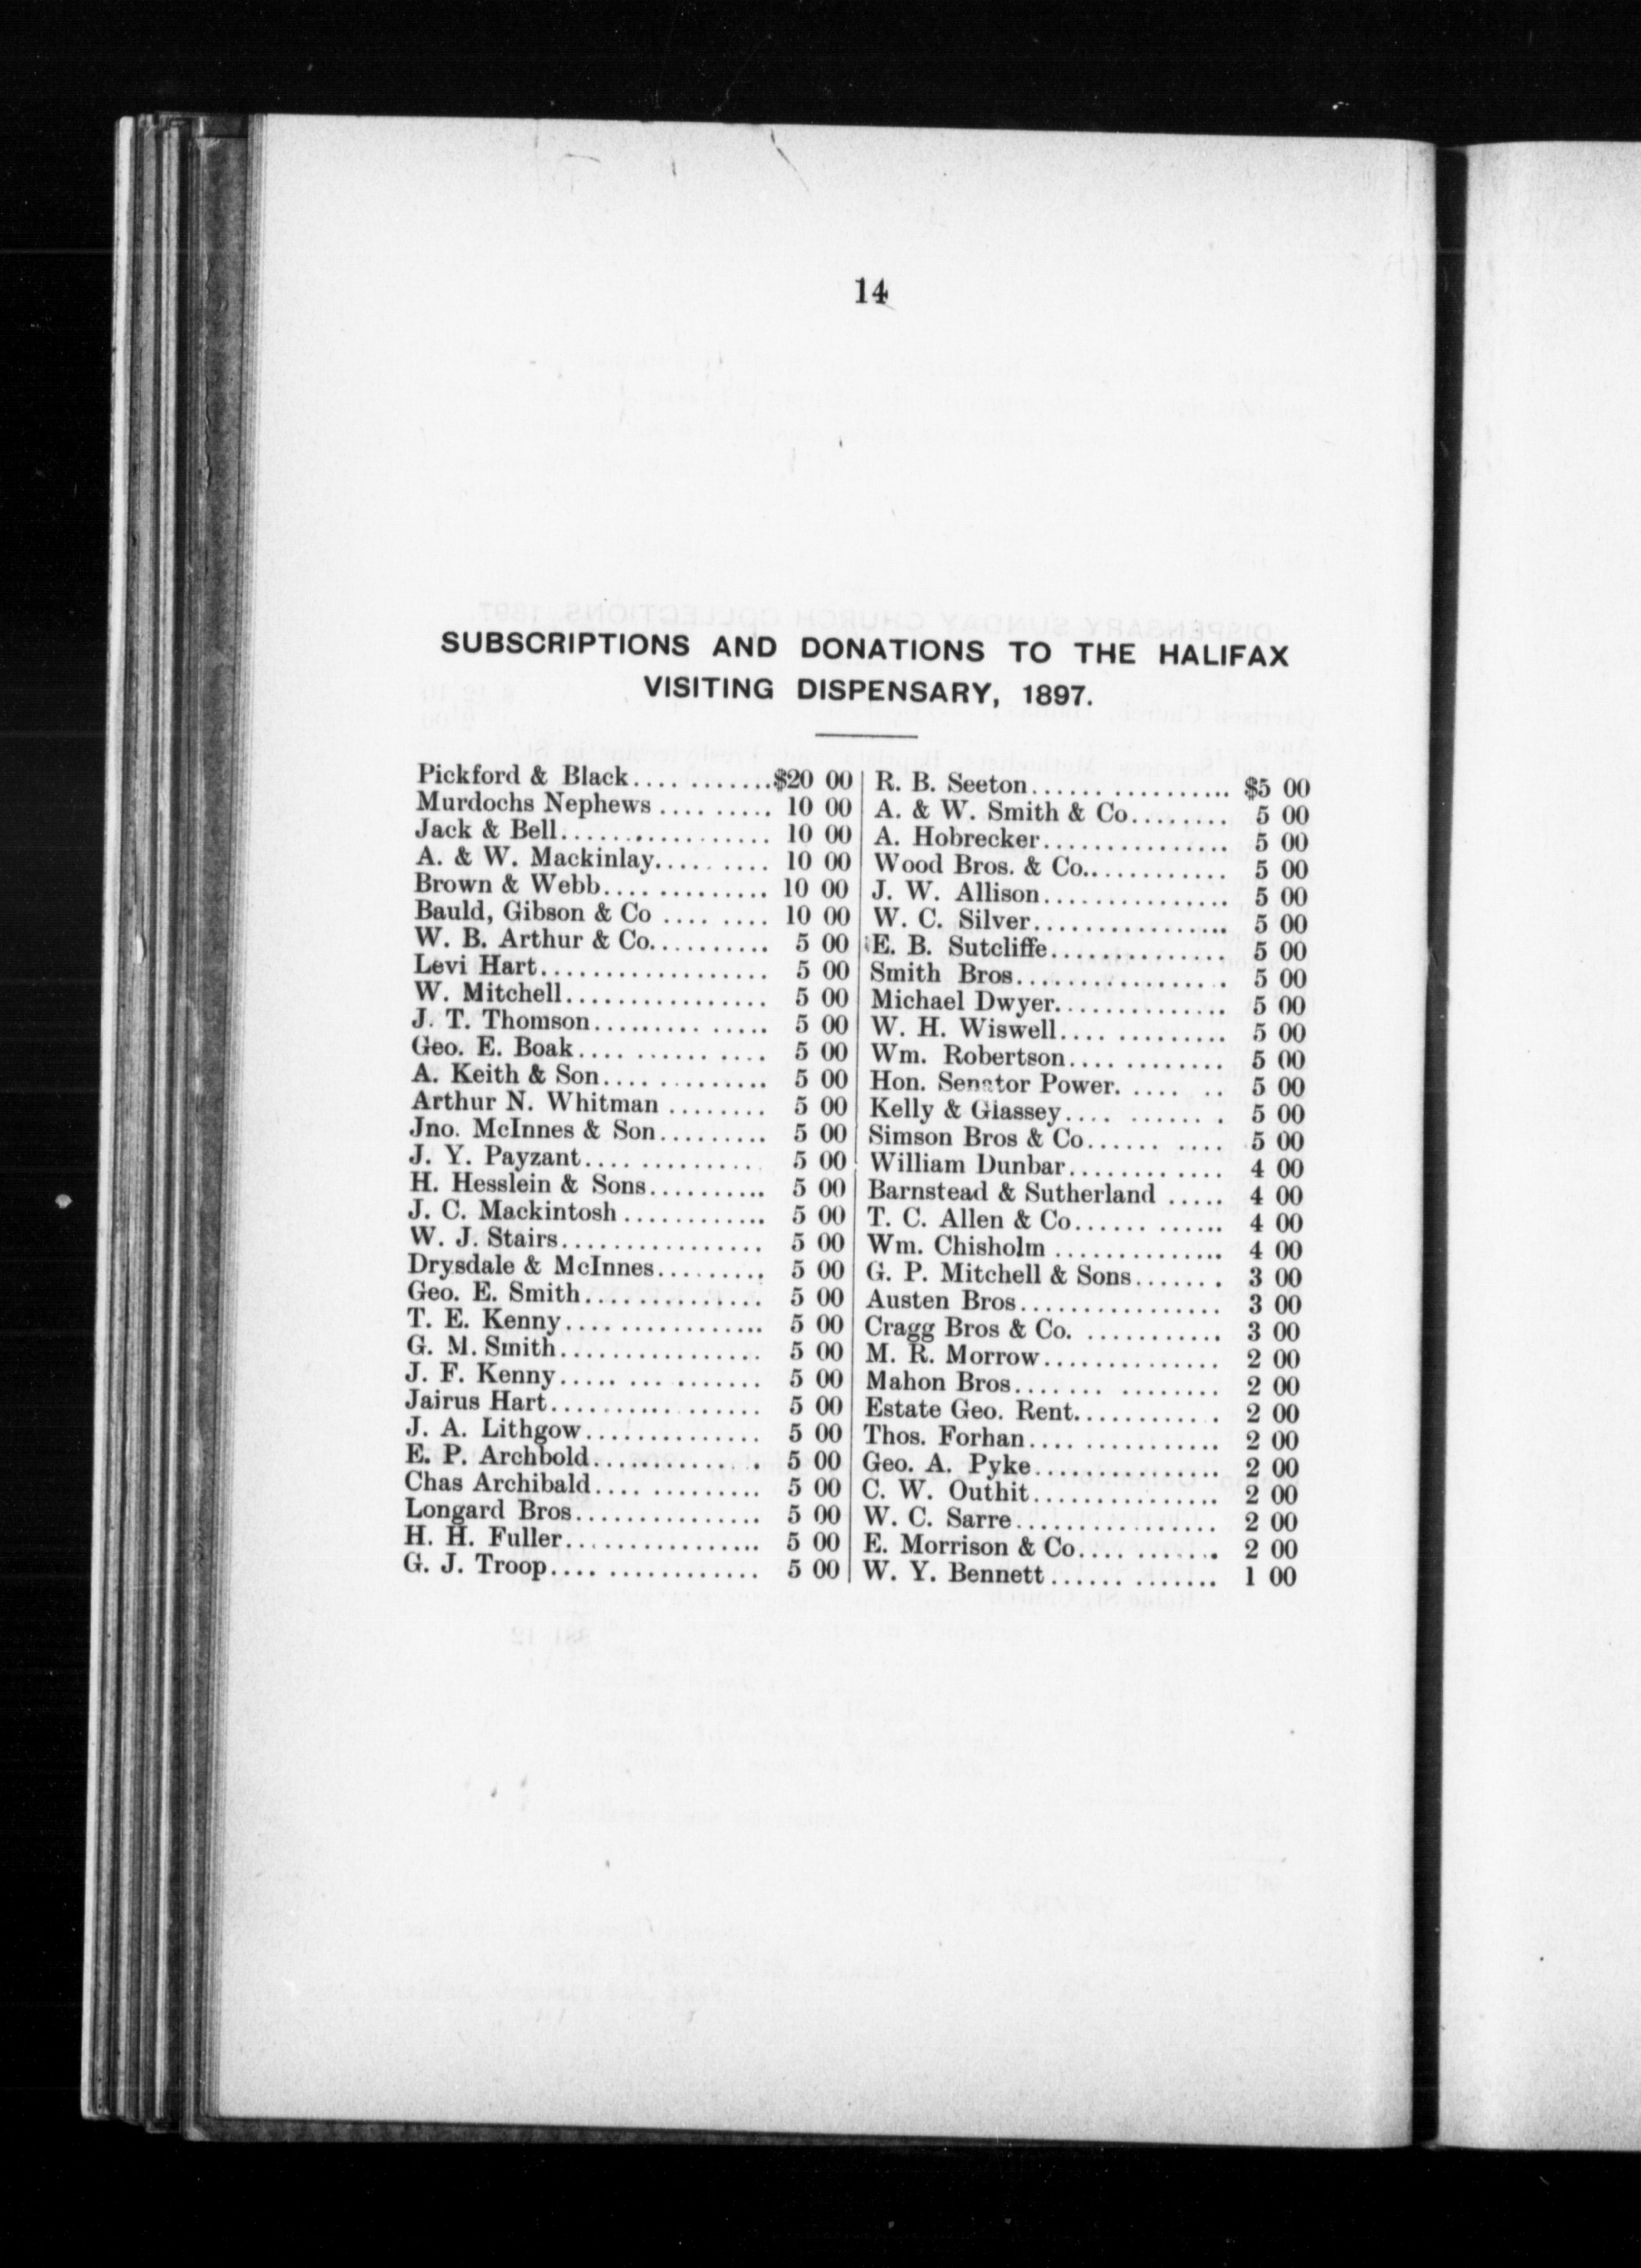 14
SUBSCRIPTIONS AND DONATIONS TO THE HALIFAX
VISITING DISPENSARY, 1897.
Pickford & Black............$20 00
Murdochs Nephews.......... 10 00
Jack & Bell.................. 10 00
A. & W. Mackinlay.......... 10 00
Brown & Webb.............. 10 00
Bauld, Gibson & Co ........ 10 00
W. B. Arthur & Co.......... 5 00
Levi Hart................... 5 00
W. Mitchell................. 5 00
J. T. Thomson.............. 5 00
Geo. E. Boak................ 5 00
A. Keith & Son.............. 5 00
Arthur N. Whitman ........ 5 00
Jno. McInnes & Son......... 5 00
J. Y. Payzant............... 5 00
H. Hesslein & Sons.......... 5 00
J. C. Mackintosh............ 5 00
W. J. Stairs................. 5 00
Drysdale & McInnes......... 5 00
Geo. E. Smith............... 5 00
T. E. Kenny................. 5 00
G. M. Smith................. 5 00
J. F. Kenny................. 5 00
Jairus Hart.................. 5 00
J. A. Lithgow............... 5 00
E. P. Archbold.............. 5 00
Chas Archibald.............. 5 00
Longard Bros................ 5 00
H. H. Fuller................. 5 00
G. J. Troop.................. 5 00
R. B. Seeton................. $5 00
A. & W. Smith & Co........ 5 00
A. Hobrecker............... 5 00
Wood Bros. & Co............ 5 00
J. W. Allison............... 5 00
W. C. Silver................ 5 00
E. B. Sutcliffe............... 5 00
Smith Bros.................. 5 00
Michael Dwyer.............. 5 00
W. H. Wiswell.............. 5 00
Wm. Robertson............. 5 00
Hon. Senator Power. .... .. 5 00
Kelly & Glassey............ 5 00
Simson Bros & Co.......... 5 00
William Dunbar............. 4 00
Barnstead & Sutherland ..... 4 00
T. C. Allen & Co............ 4 00
Wm. Chisholm .............. 4 00
G. P. Mitchell & Sons....... 3 00
Austen Bros................ 3 00
Cragg Bros & Co. ........... 3 00
M. R. Morrow.............. 2 00
Mahon Bros................ 2 00
Estate Geo. Rent............ 2 00
Thos. Forhan................ 2 00
Geo. A. Pyke................ 2 00
C. W. Outhit................ 2 00
W. C. Sarre................. 2 00
E. Morrison & Co........... 2 00
W. Y. Bennett.............. 1 00